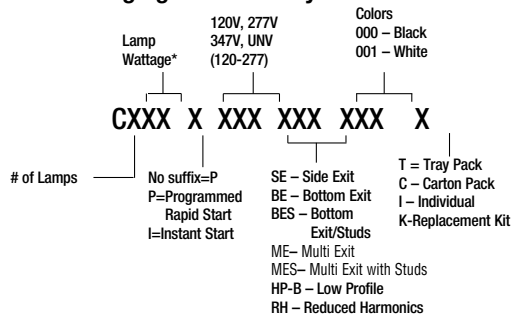 Lamp
Wattage*
120V, 277V
347V, UNV
(120-277)
Colors
000 – Black
001 – White
CXXX X XXX XXX XXX X
# of Lamps
No suffix=P
P=Programmed
Rapid Start
I=Instant Start
SE – Side Exit
BE – Bottom Exit
BES – Bottom
Exit/Studs
ME– Multi Exit
MES– Multi Exit with Studs
HP-B – Low Profile
RH – Reduced Harmonics
T = Tray Pack
C – Carton Pack
I – Individual
K-Replacement Kit